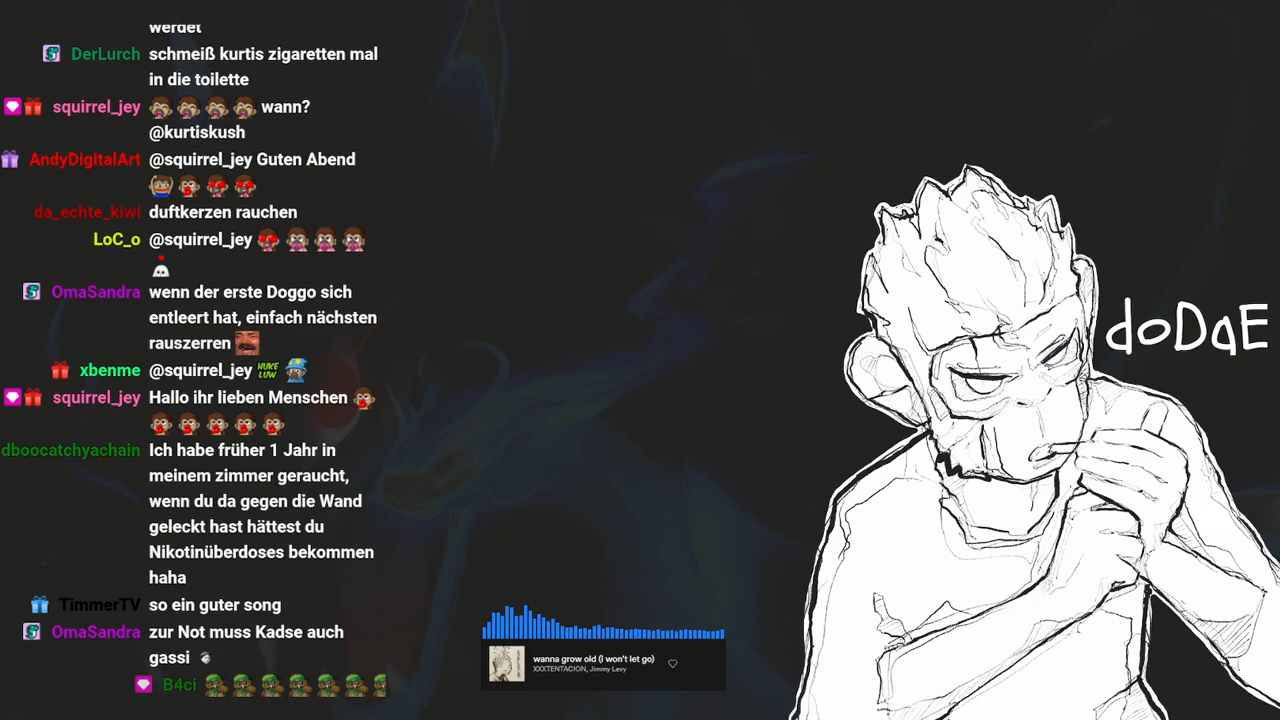 werdet
DerLurch schmeiß kurtis zigaretten mal
in die toilette
squirrel_jey wann?
@kurtiskush
AndyDigitalArt @squirrel_jey Guten Abend
da_echte_kiwi duftkerzen rauchen
LoC_o @squirrel_jey
OmaSandra wenn der erste Doggo sich
entleert hat, einfach nächsten
rauszerren
xbenme @squirrel_jey HUKE LUW
squirrel_jey Hallo ihr lieben Menschen
dboocatchyachain Ich habe früher 1 Jahr in
meinem zimmer geraucht,
wenn du da gegen die Wand
geleckt hast hättest du
Nikotinüberdoses bekommen
haha
TimmerTV so ein guter song
OmaSandra zur Not muss Kadse auch
gassi
B4ci
wanna grow old (i won't let go)
XXXTENTACION, Jimmy Levy
doDaE